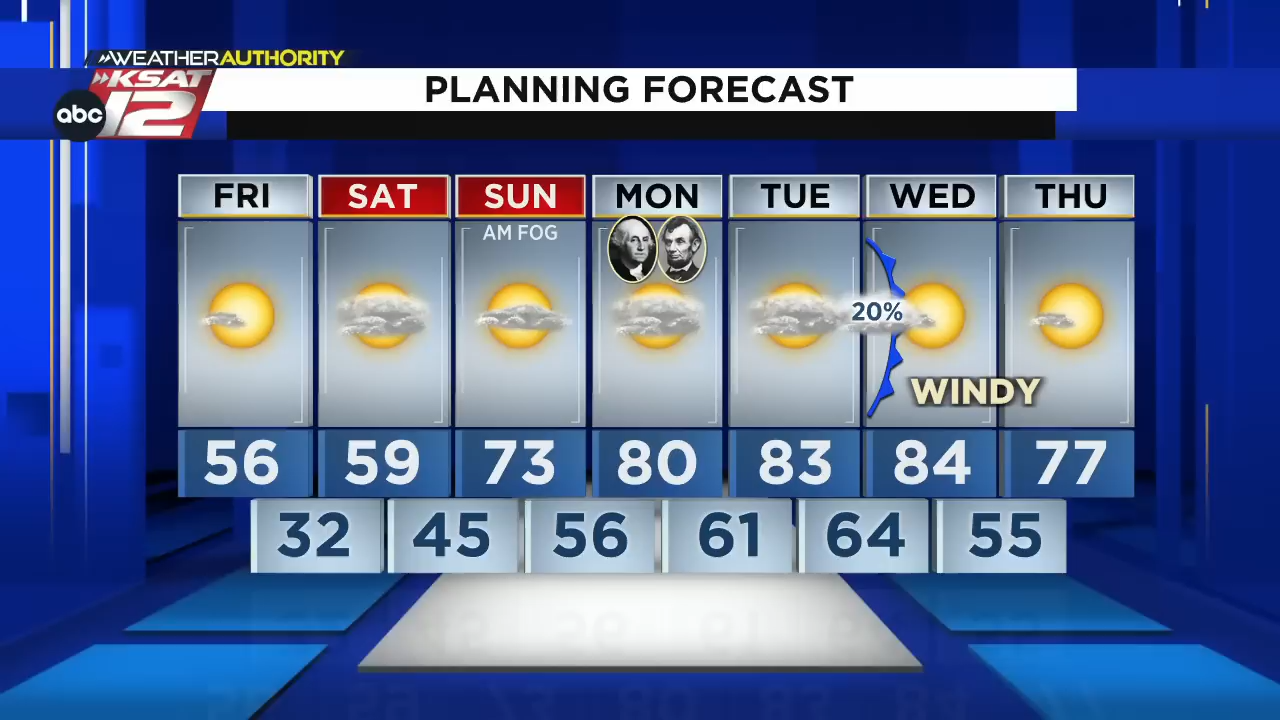 WEATHERAUTHORITY
KSAT
abc 12
PLANNING FORECAST
FRI SAT SUN MON TUE WED THU
AM FOG
20%
WINDY
56 59 73 80 83 84 77
32 45 56 61 64 55